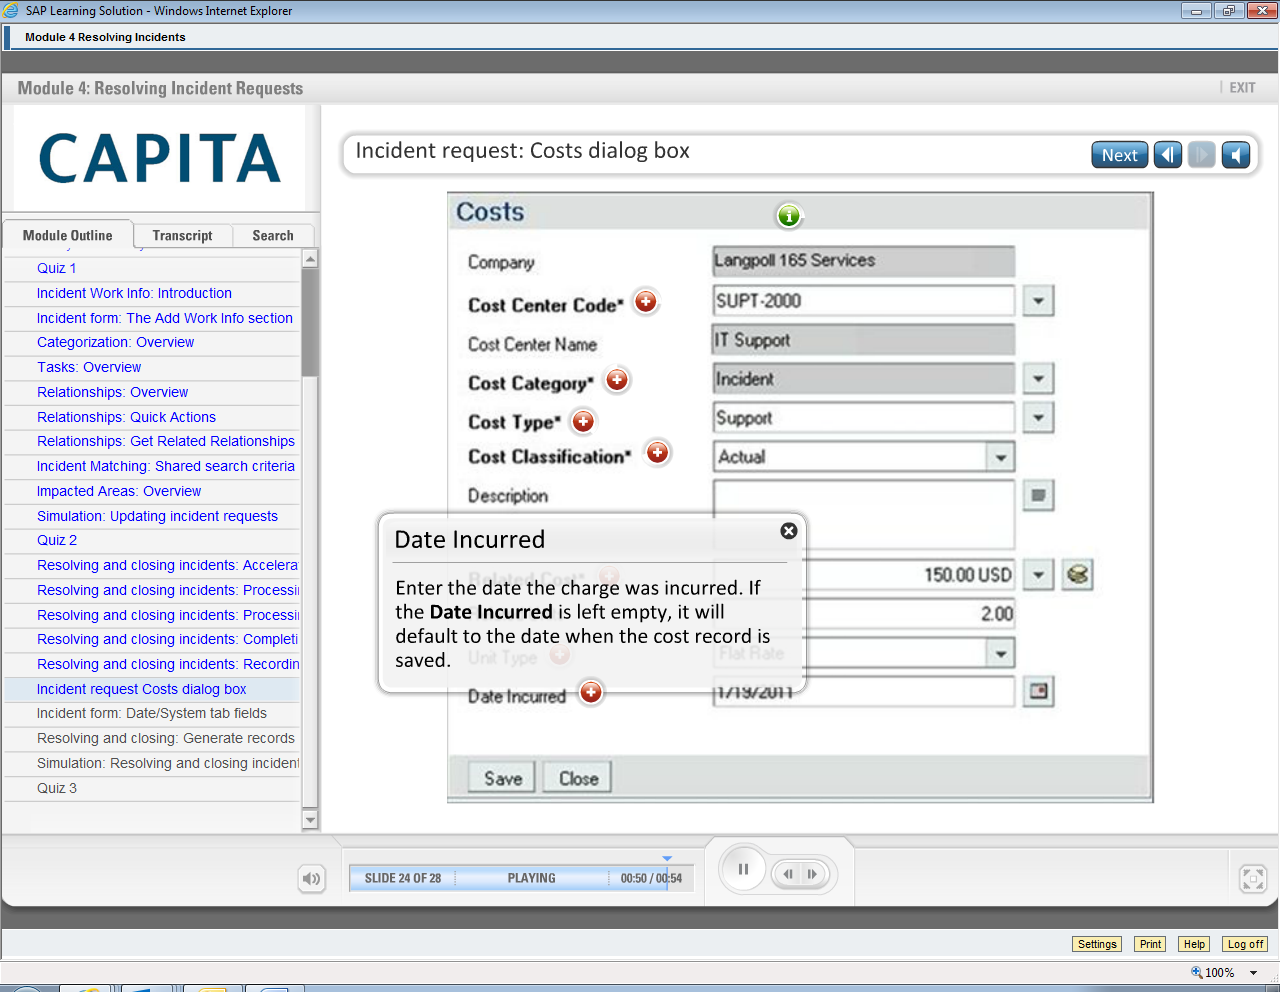 SAP Learning Solution - Windows Internet Explorer
Module 4 Resolving Incidents
Module 4: Resolving Incident Requests
EXIT
CAPITA
Module Outline
Transcript
Search
Quiz 1
Incident Work Info: Introduction
Incident form: The Add Work Info section
Categorization: Overview
Tasks: Overview
Relationships: Overview
Relationships: Quick Actions
Relationships: Get Related Relationships
Incident Matching: Shared search criteria
Impacted Areas: Overview
Simulation: Updating incident requests
Quiz 2
Resolving and closing incidents: Accelera
Resolving and closing incidents: Processi
Resolving and closing incidents: Processi
Resolving and closing incidents: Completi
Resolving and closing incidents: Recordin
Incident request Costs dialog box
Incident form: Date/System tab fields
Resolving and closing: Generate records
Simulation: Resolving and closing incident
Quiz 3
Incident request: Costs dialog box
Next
Costs
Company
Langpoll 165 Services
Cost Center Code*
SUPT-2000
Cost Center Name
IT Support
Cost Category*
Incident
Cost Type*
Support
Cost Classification*
Actual
Description
Date Incurred
Enter the date the charge was incurred. If
the Date Incurred is left empty, it will
default to the date when the cost record is
saved.
Related Cost*
150.00 USD
2.00
Unit Type
Flat Rate
Date Incurred
1/19/2011
Save
Close
SLIDE 24 OF 28
PLAYING
00:50 / 00:54
Settings
Print
Help
Log off
100%